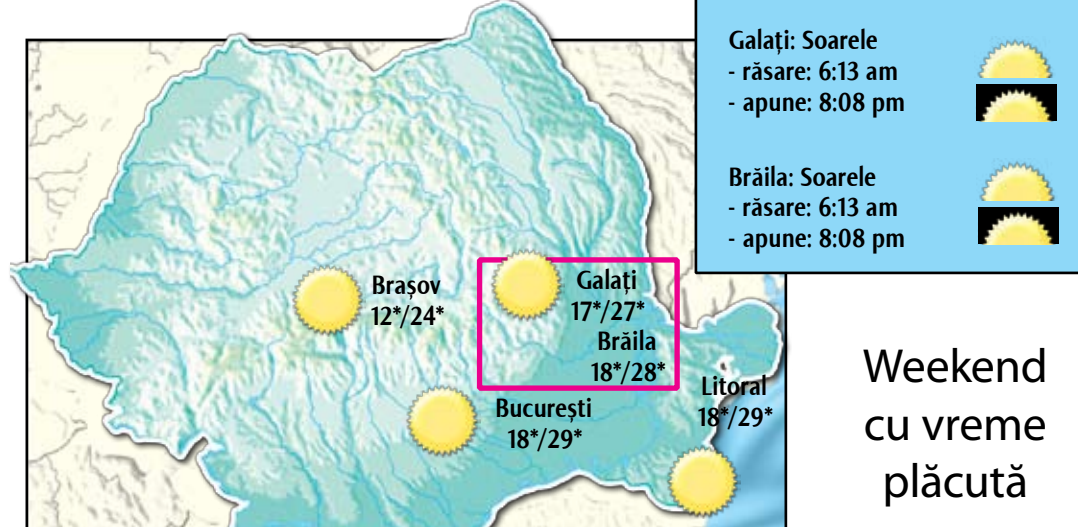 Galați: Soarele
- răsare: 6:13 am
- apune: 8:08 pm
Brăila: Soarele
- răsare: 6:13 am
- apune: 8:08 pm
Brașov
12*/24*
Galați
17*/27*
Brăila
18*/28*
Litoral
18*/29*
București
18*/29*
Weekend
cu vreme
plăcută